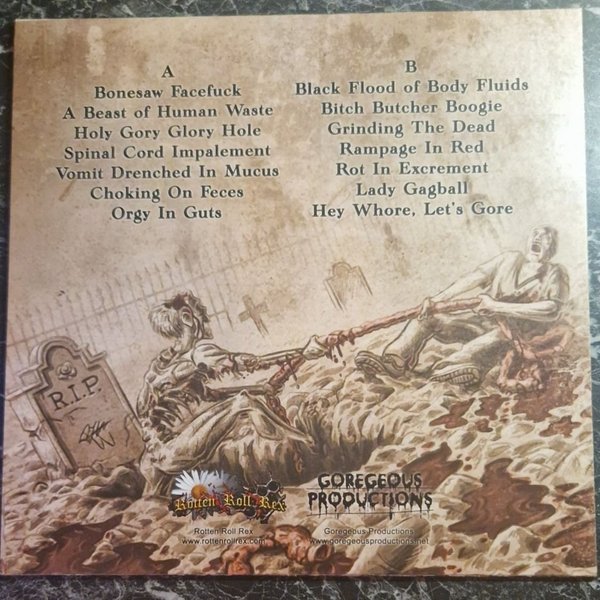 A
Bonesaw Facefuck
A Beast of Human Waste
Holy Gory Glory Hole
Spinal Cord Impalement
Vomit Drenched In Mucus
Choking On Feces
Orgy In Guts
B
Black Flood of Body Fluids
Bitch Butcher Boogie
Grinding The Dead
Rampage In Red
Rot In Excrement
Lady Gagball
Hey Whore, Let's Gore
R.I.P.
Rotten Roll Rex
Rotten Roll Rex
www.rottenrollrex.com
GOREGEOUS
PRODUCTIONS
Goregeous Productions
www.goregeousproductions.net